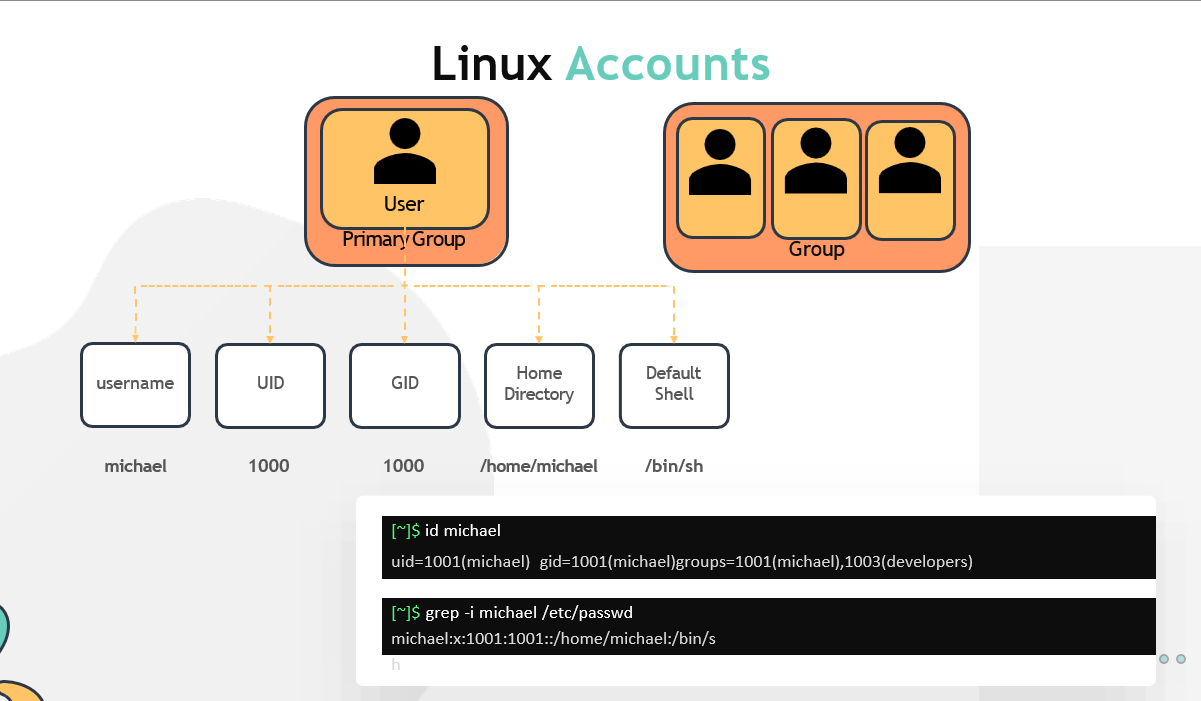 Linux Accounts
User
Primary Group
Group
username
UID
GID
Home
Directory
Default
Shell
michael
1000
1000
/home/michael
/bin/sh
[~]$ id michael
uid=1001(michael) gid=1001(michael)groups=1001(michael),1003(developers)
[~]$ grep -i michael /etc/passwd
michael:x:1001:1001::/home/michael:/bin/s
h